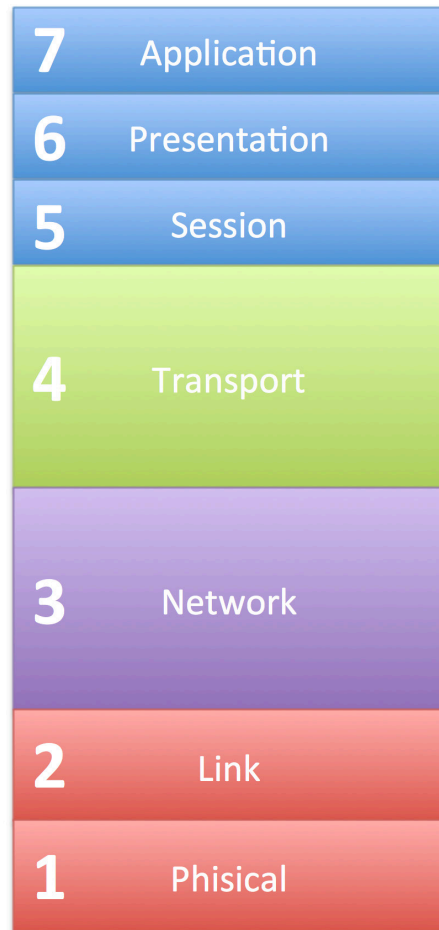 7 Application
6 Presentation
5 Session
4 Transport
3 Network
2 Link
1 Phisical